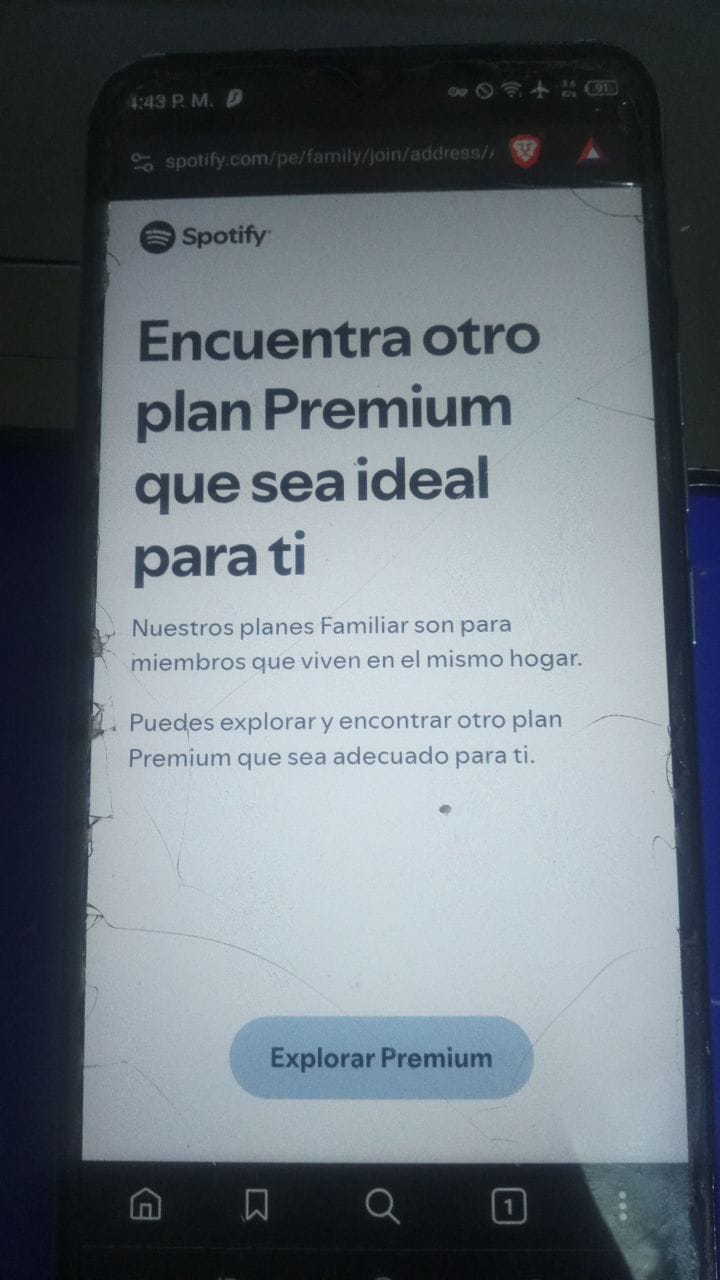 4:43 P. M.
3.6
K/s
91
spotify.com/pe/family/join/address//
Spotify
Encuentra otro
plan Premium
que sea ideal
para ti
Nuestros planes Familiar son para
miembros que viven en el mismo hogar.
Puedes explorar y encontrar otro plan
Premium que sea adecuado para ti.
Explorar Premium
1